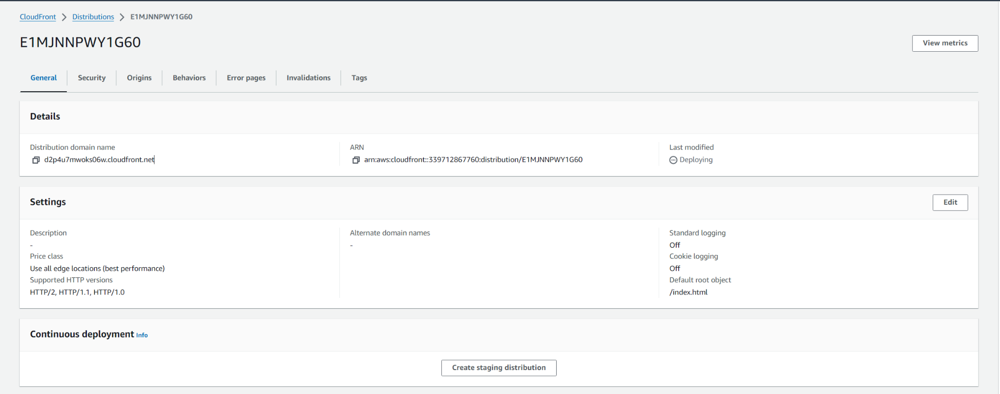 CloudFront > Distributions > E1MJNNPWY1G60
E1MJNNPWY1G60
View metrics
General Security Origins Behaviors Error pages Invalidations Tags
Details
Distribution domain name
d2p4u7mwoks06w.cloudfront.net
ARN
arn:aws:cloudfront::339712867760:distribution/E1MJNNPWY1G60
Last modified
Deploying
Settings
Edit
Description
-
Price class
Use all edge locations (best performance)
Supported HTTP versions
HTTP/2, HTTP/1.1, HTTP/1.0
Alternate domain names
-
Standard logging
Off
Cookie logging
Off
Default root object
/index.html
Continuous deployment Info
Create staging distribution